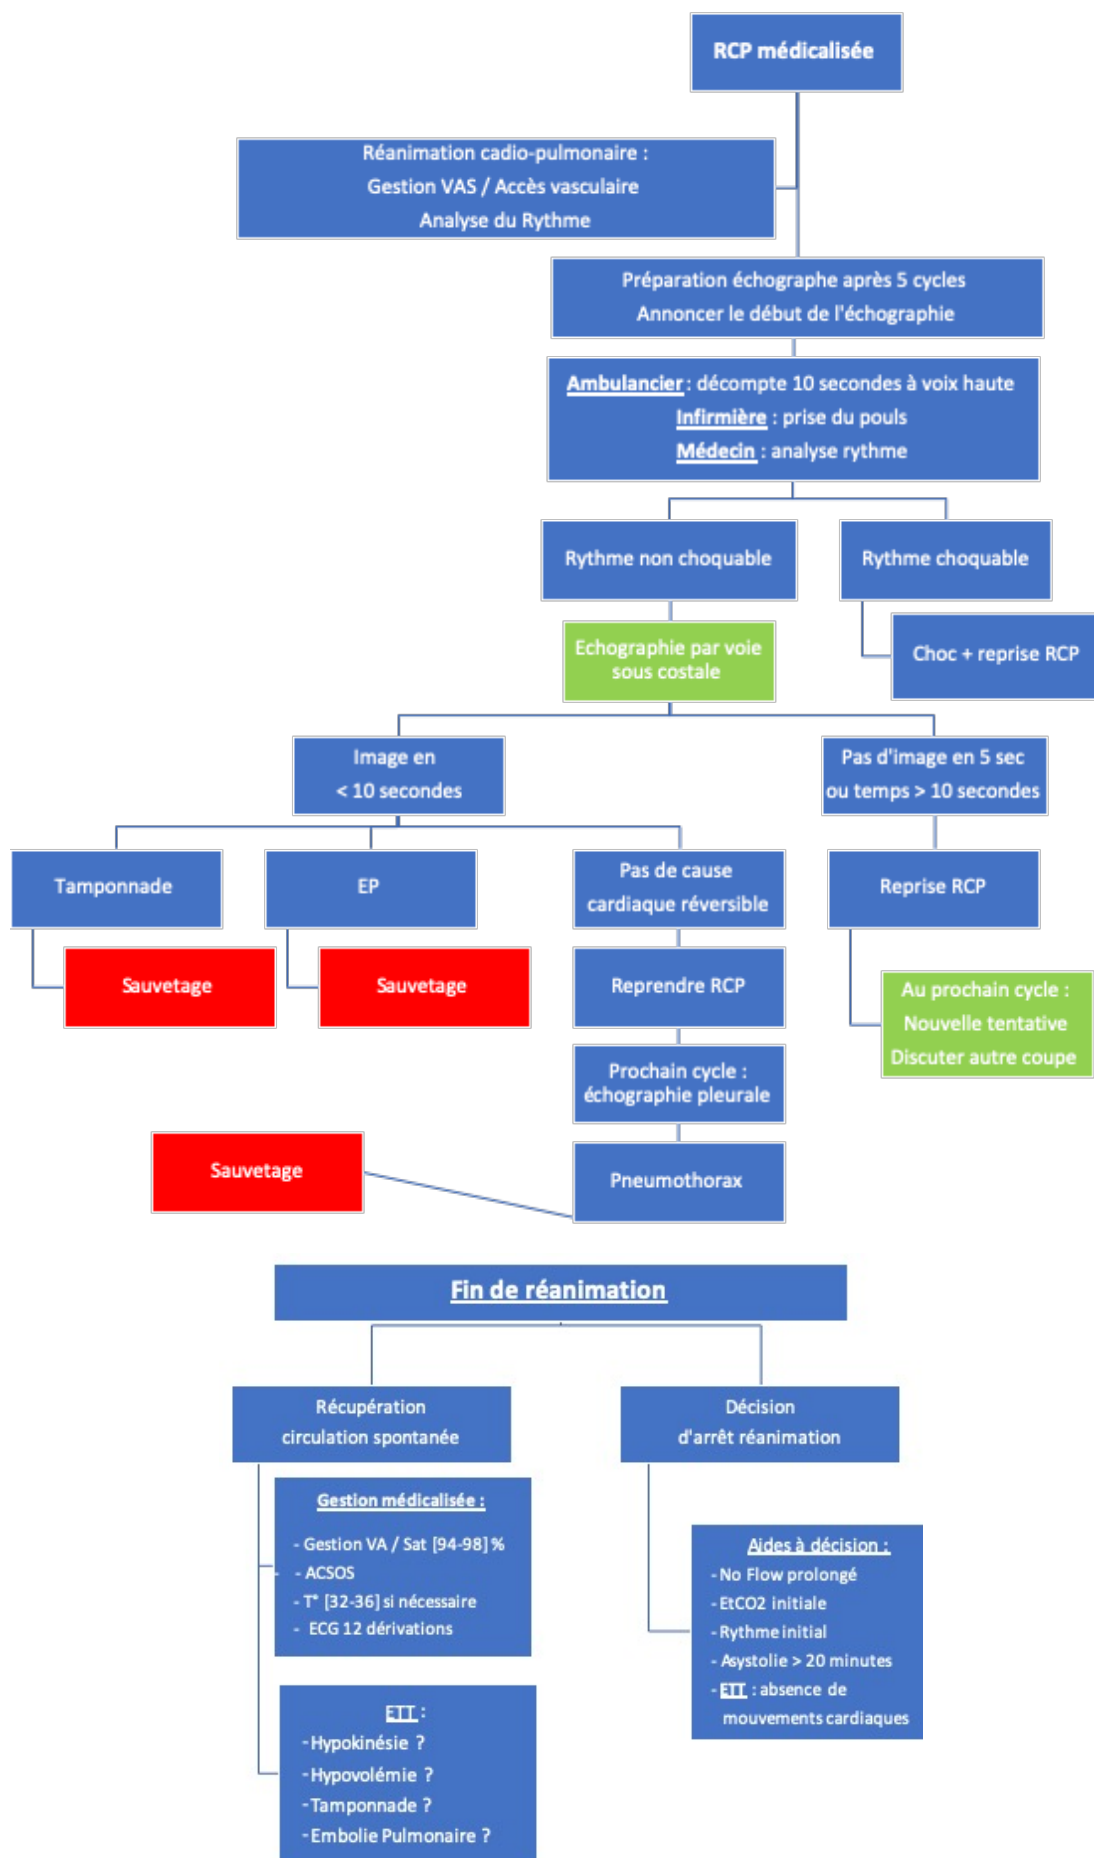 RCP médicalisée
Réanimation cadio-pulmonaire :
Gestion VAS / Accès vasculaire
Analyse du Rythme
Préparation échographe après 5 cycles
Annoncer le début de l'échographie
Ambulancier : décompte 10 secondes à voix haute
Infirmière : prise du pouls
Médecin : analyse rythme
Rythme non choquable
Rythme choquable
Echographie par voie
sous costale
Choc + reprise RCP
Image en
< 10 secondes
Pas d'image en 5 sec
ou temps > 10 secondes
Tamponnade
EP
Pas de cause
cardiaque réversible
Reprise RCP
Sauvetage
Sauvetage
Reprendre RCP
Au prochain cycle :
Nouvelle tentative
Discuter autre coupe
Prochain cycle :
échographie pleurale
Sauvetage
Pneumothorax
Fin de réanimation
Récupération
circulation spontanée
Décision
d'arrêt réanimation
Gestion médicalisée :
- Gestion VA / Sat [94-98] %
- ACSOS
- T° [32-36] si nécessaire
- ECG 12 dérivations
Aides à décision :
- No Flow prolongé
- EtCO2 initiale
- Rythme initial
- Asystolie > 20 minutes
- ETT : absence de
mouvements cardiaques
ETT :
- Hypokinésie ?
- Hypovolémie ?
- Tamponnade ?
- Embolie Pulmonaire ?